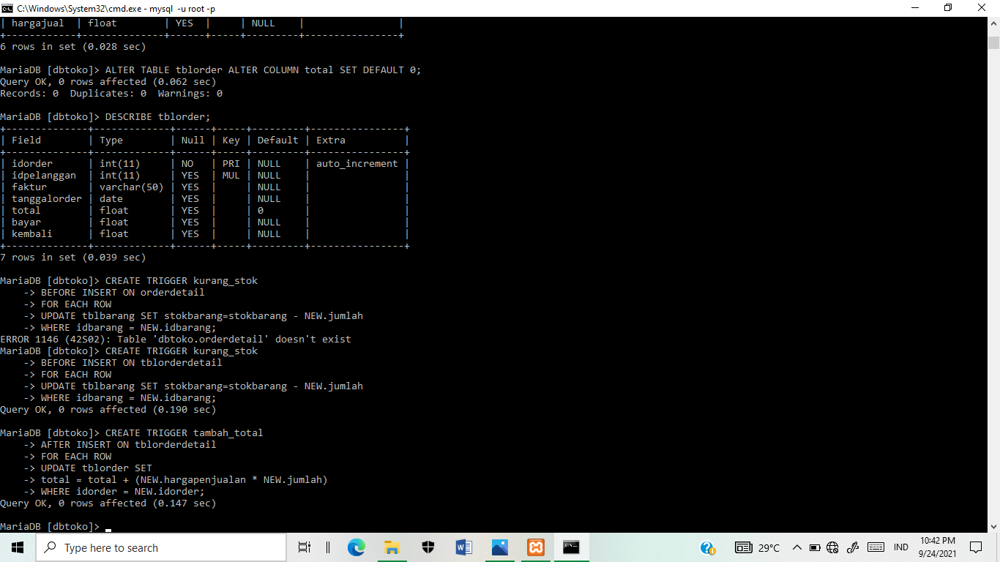 C:\Windows\System32\cmd.exe - mysql  -u root -p
| hargajual  | float        | YES  |     | NULL    |                |
+------------+--------------+------+-----+---------+----------------+
6 rows in set (0.028 sec)
MariaDB [dbtoko]> ALTER TABLE tblorder ALTER COLUMN total SET DEFAULT 0;
Query OK, 0 rows affected (0.062 sec)
Records: 0  Duplicates: 0  Warnings: 0
MariaDB [dbtoko]> DESCRIBE tblorder;
+--------------+-------------+------+-----+---------+----------------+
| Field        | Type        | Null | Key | Default | Extra          |
+--------------+-------------+------+-----+---------+----------------+
| idorder      | int(11)     | NO   | PRI | NULL    | auto_increment |
| idpelanggan  | int(11)     | YES  | MUL | NULL    |                |
| faktur       | varchar(50) | YES  |     | NULL    |                |
| tanggalorder | date        | YES  |     | NULL    |                |
| total        | float       | YES  |     | 0       |                |
| bayar        | float       | YES  |     | NULL    |                |
| kembali      | float       | YES  |     | NULL    |                |
+--------------+-------------+------+-----+---------+----------------+
7 rows in set (0.039 sec)
MariaDB [dbtoko]> CREATE TRIGGER kurang_stok
    -> BEFORE INSERT ON orderdetail
    -> FOR EACH ROW
    -> UPDATE tblbarang SET stokbarang=stokbarang - NEW.jumlah
    -> WHERE idbarang = NEW.idbarang;
ERROR 1146 (42S02): Table 'dbtoko.orderdetail' doesn't exist
MariaDB [dbtoko]> CREATE TRIGGER kurang_stok
    -> BEFORE INSERT ON tblorderdetail
    -> FOR EACH ROW
    -> UPDATE tblbarang SET stokbarang=stokbarang - NEW.jumlah
    -> WHERE idbarang = NEW.idbarang;
Query OK, 0 rows affected (0.190 sec)
MariaDB [dbtoko]> CREATE TRIGGER tambah_total
    -> AFTER INSERT ON tblorderdetail
    -> FOR EACH ROW
    -> UPDATE tblorder SET
    -> total = total + (NEW.hargapenjualan * NEW.jumlah)
    -> WHERE idorder = NEW.idorder;
Query OK, 0 rows affected (0.147 sec)
MariaDB [dbtoko]>
Type here to search
29°C
IND
10:42 PM
9/24/2021